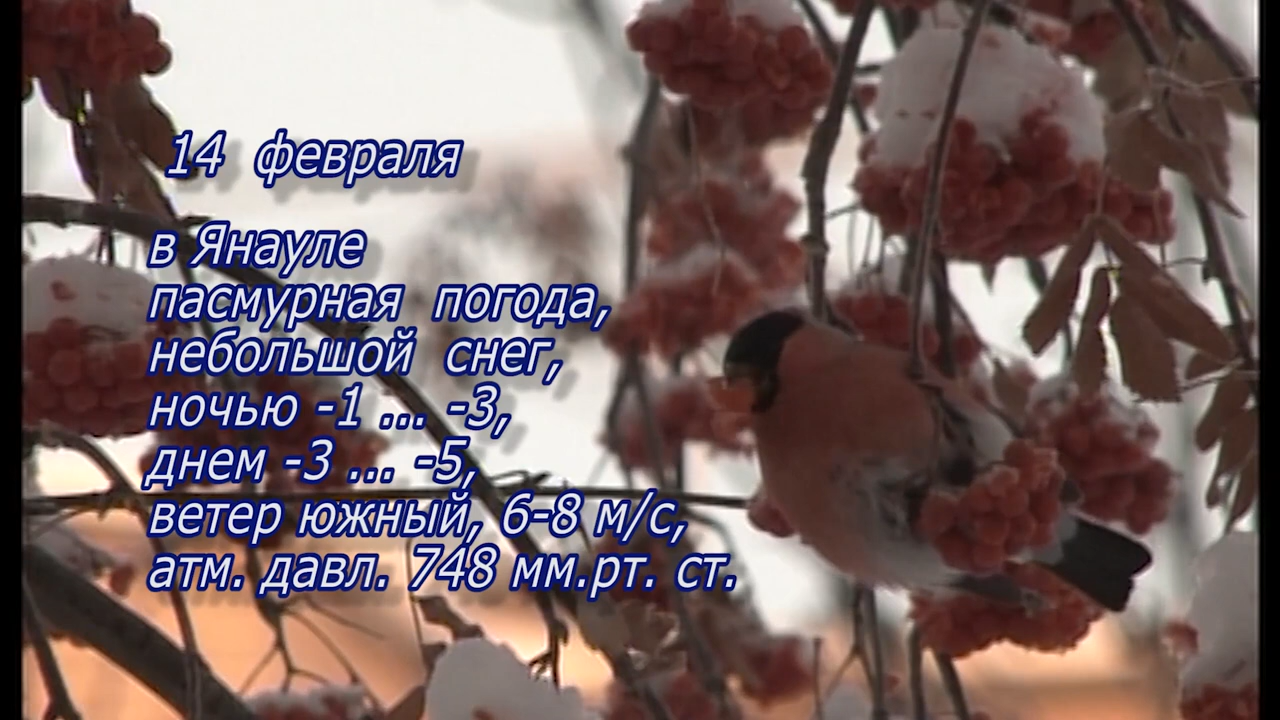 14 февраля
в Янауле
пасмурная погода,
небольшой снег,
ночью -1 ... -3,
днем -3 ... -5,
ветер южный, 6-8 м/с,
атм. давл. 748 мм.рт. ст.